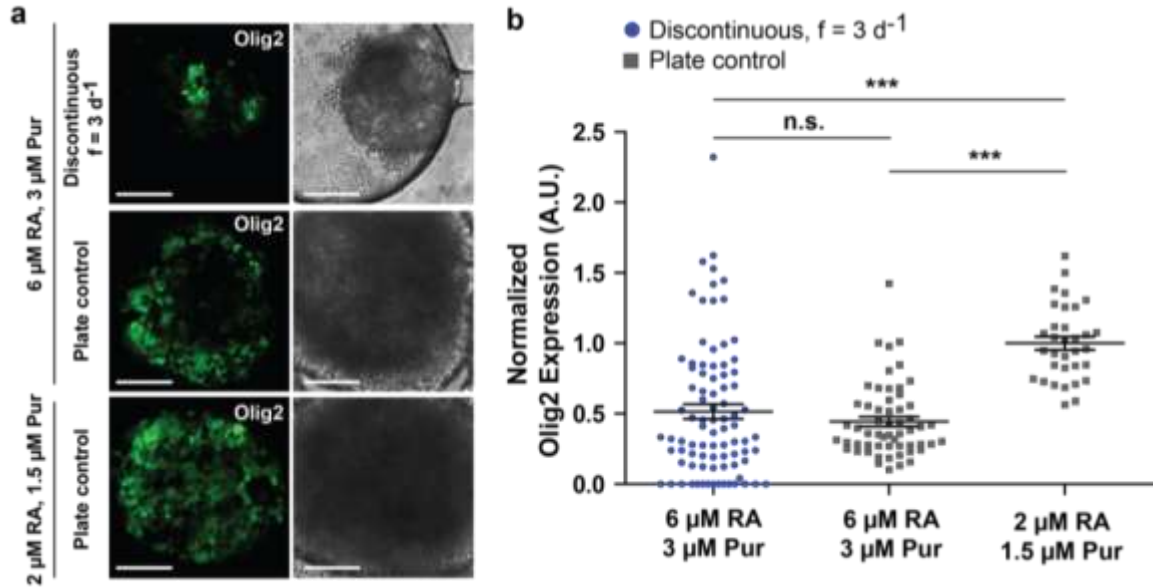 a
6 µM RA, 3 µM Pur
Discontinuous
f = 3 d⁻¹
Olig2
Plate control
Olig2
2 µM RA, 1.5 µM Pur
Plate control
Olig2
b
Discontinuous, f = 3 d⁻¹
Plate control
***
n.s.
***
Normalized
Olig2 Expression (A.U.)
2.5
2.0
1.5
1.0
0.5
0.0
6 µM RA
3 µM Pur
6 µM RA
3 µM Pur
2 µM RA
1.5 µM Pur